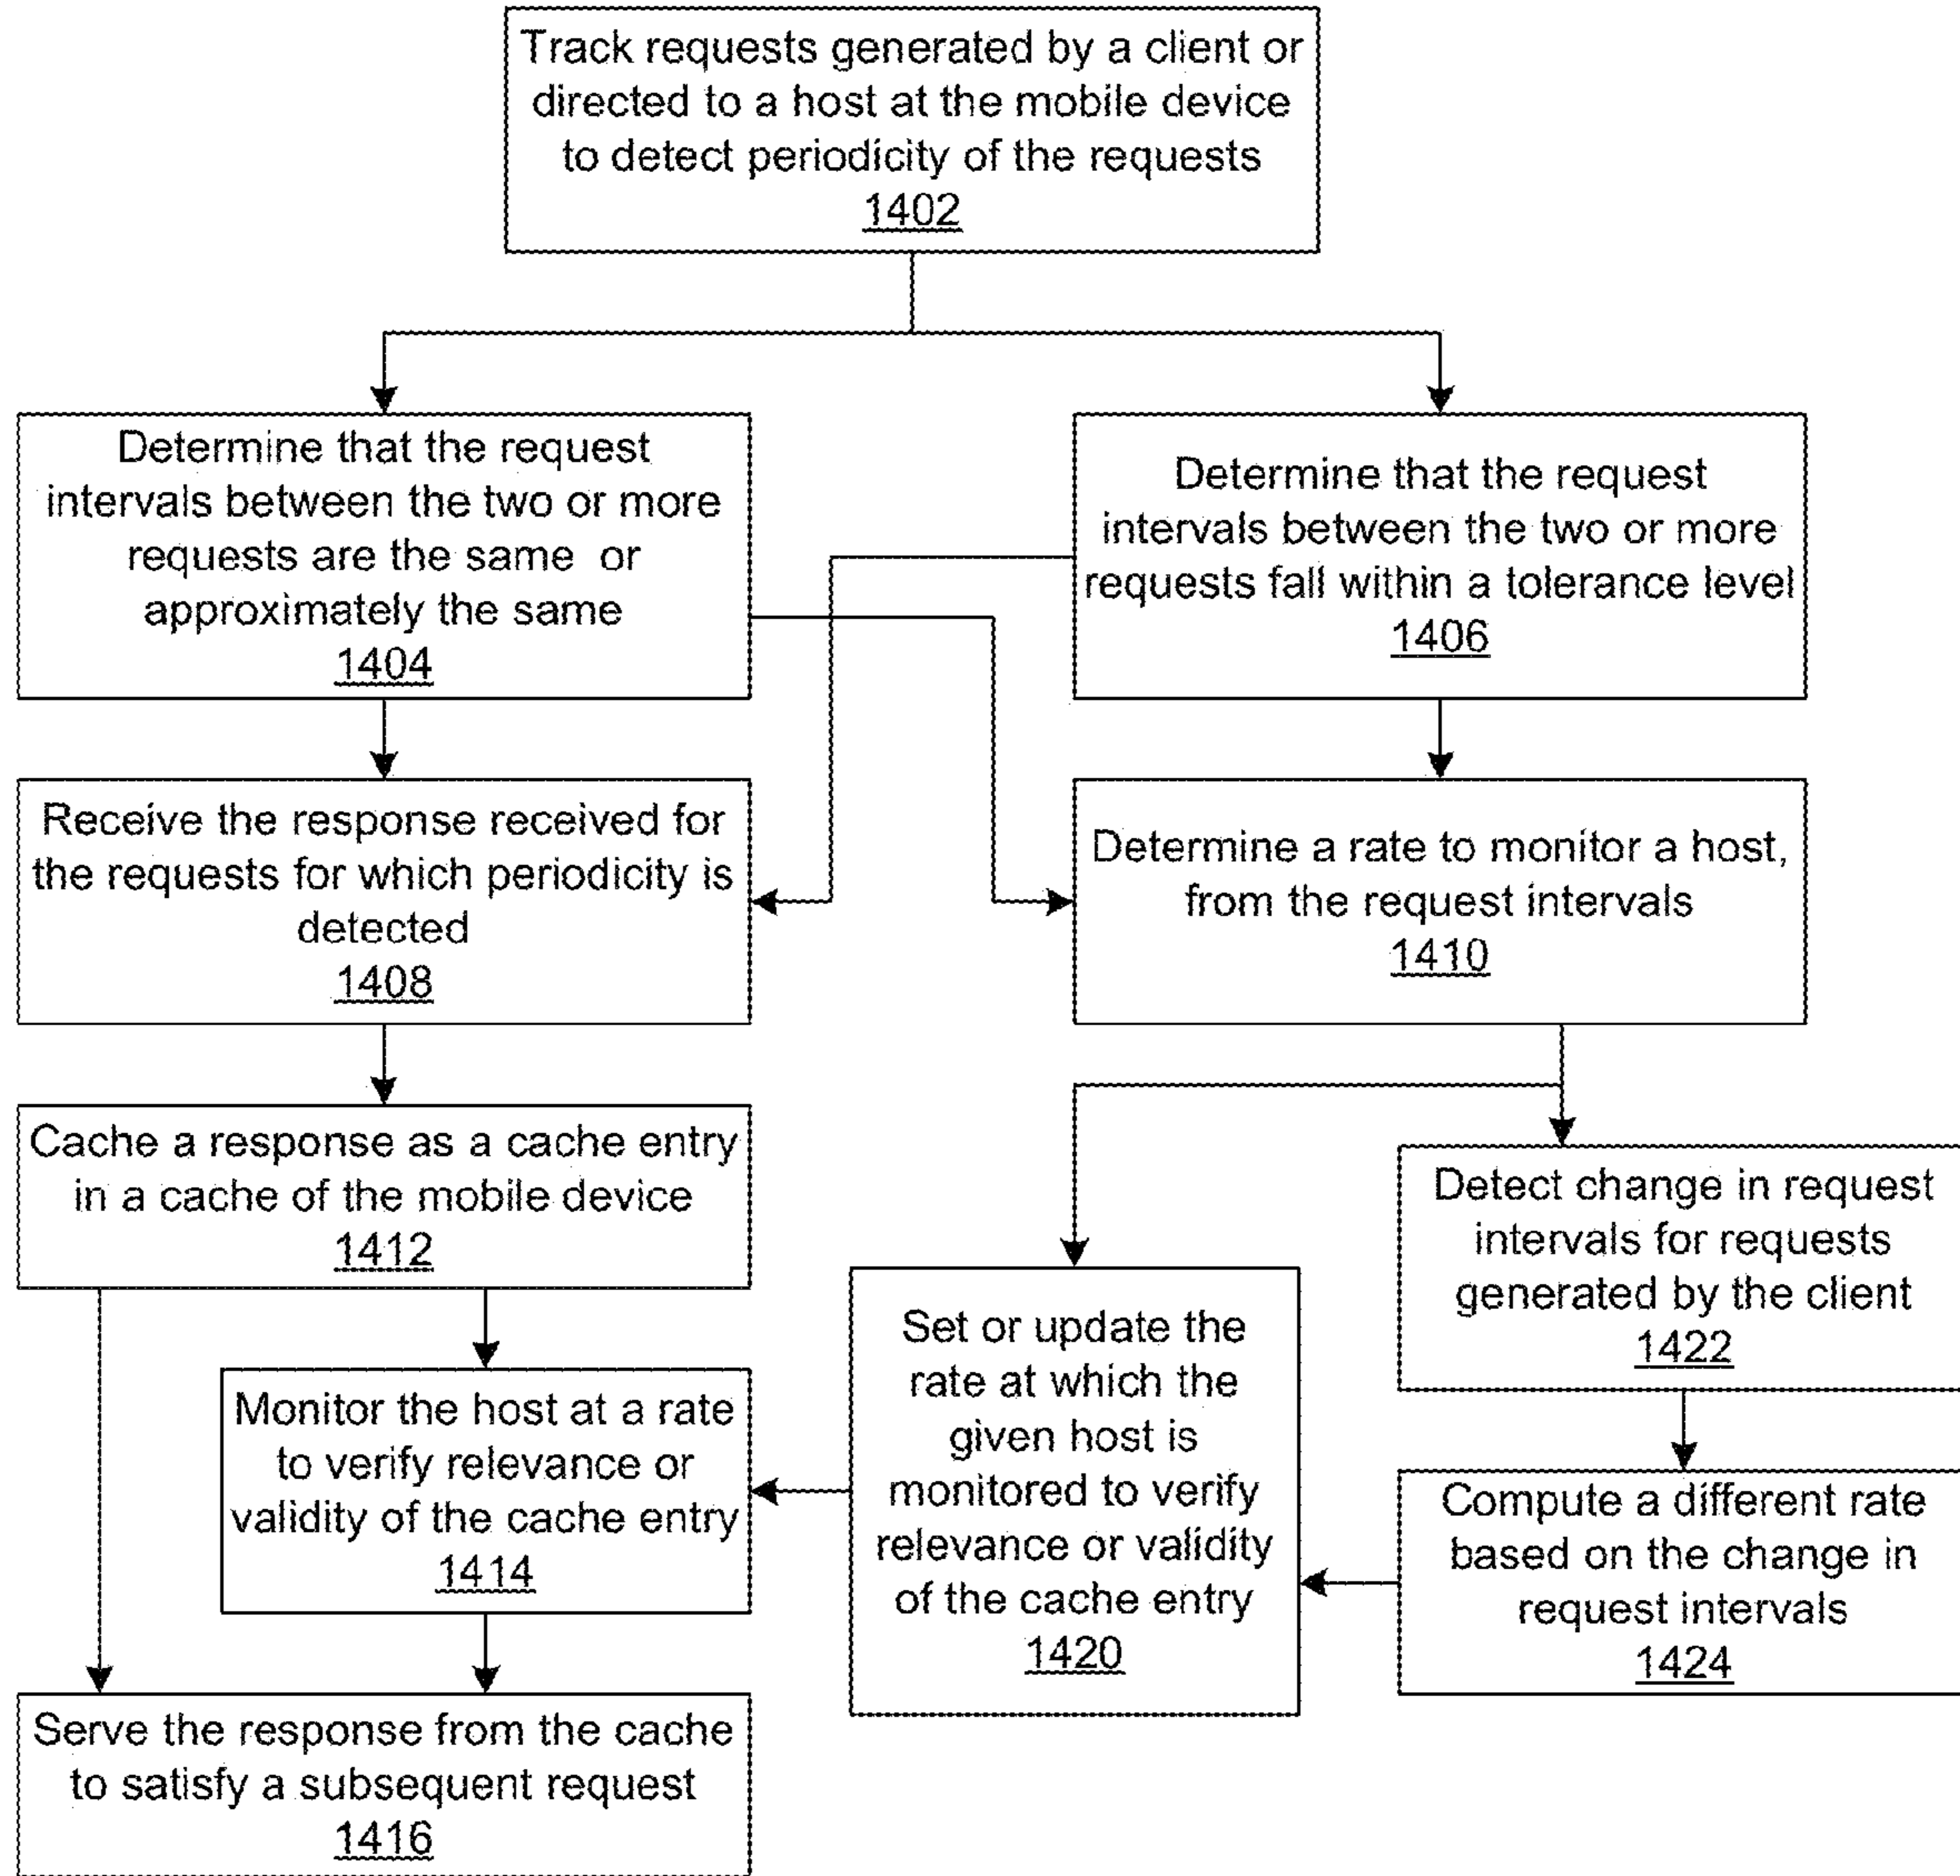 Track requests generated by a client or
directed to a host at the mobile device
to detect periodicity of the requests
1402
Determine that the request
intervals between the two or more
requests are the same or
approximately the same
1404
Determine that the request
intervals between the two or more
requests fall within a tolerance level
1406
Receive the response received for
the requests for which periodicity is
detected
1408
Determine a rate to monitor a host,
from the request intervals
1410
Cache a response as a cache entry
in a cache of the mobile device
1412
Detect change in request
intervals for requests
generated by the client
1422
Set or update the
rate at which the
given host is
monitored to verify
relevance or validity
of the cache entry
1420
Monitor the host at a rate
to verify relevance or
validity of the cache entry
1414
Compute a different rate
based on the change in
request intervals
1424
Serve the response from the cache
to satisfy a subsequent request
1416